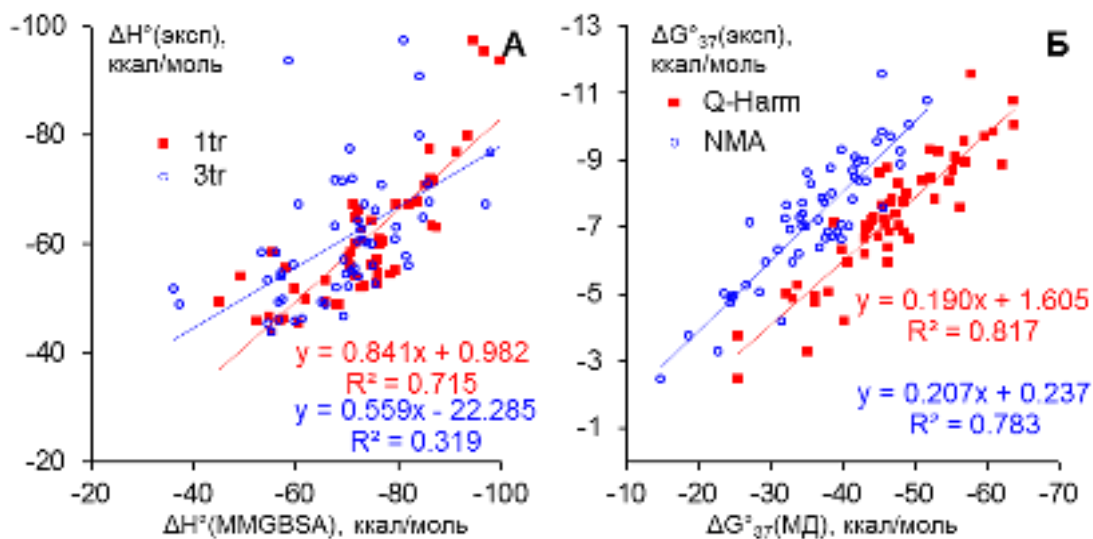 -100
-80
-60
-40
-20
ΔH°(эксп),
ккал/моль
А
1tr
3tr
y = 0.841x + 0.982
R² = 0.715
y = 0.559x - 22.285
R² = 0.319
-20 -40 -60 -80 -100
ΔH°(MMGBSA), ккал/моль
-13
-11
-9
-7
-5
-3
-1
ΔG°₃₇(эксп),
ккал/моль
Б
Q-Harm
NMA
y = 0.190x + 1.605
R² = 0.817
y = 0.207x + 0.237
R² = 0.783
-10 -20 -30 -40 -50 -60 -70
ΔG°₃₇(МД), ккал/моль